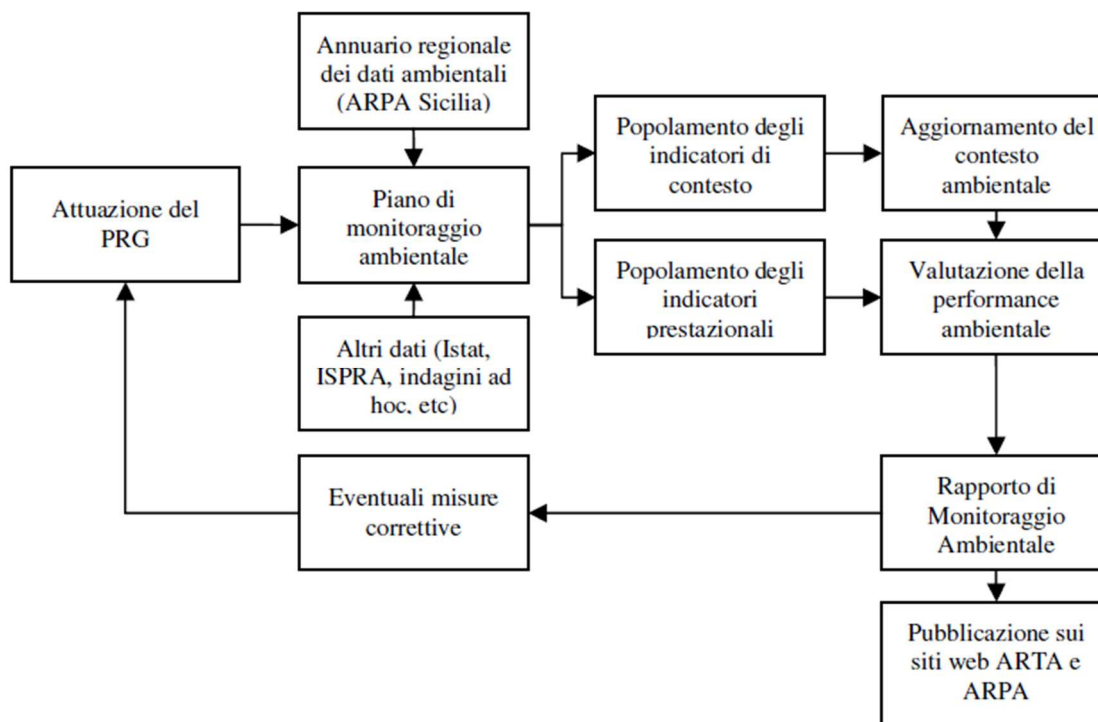 Annuario regionale
dei dati ambientali
(ARPA Sicilia)
Popolamento degli
indicatori di
contesto
Aggiornamento del
contesto
ambientale
Attuazione del
PRG
Piano di
monitoraggio
ambientale
Popolamento degli
indicatori
prestazionali
Valutazione della
performance
ambientale
Altri dati (Istat,
ISPRA, indagini ad
hoc, etc)
Eventuali misure
correttive
Rapporto di
Monitoraggio
Ambientale
Pubblicazione sui
siti web ARTA e
ARPA